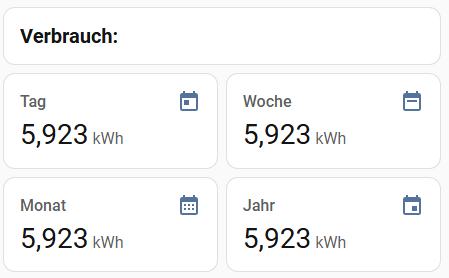 Verbrauch:
Tag
5,923 kWh
Woche
5,923 kWh
Monat
5,923 kWh
Jahr
5,923 kWh